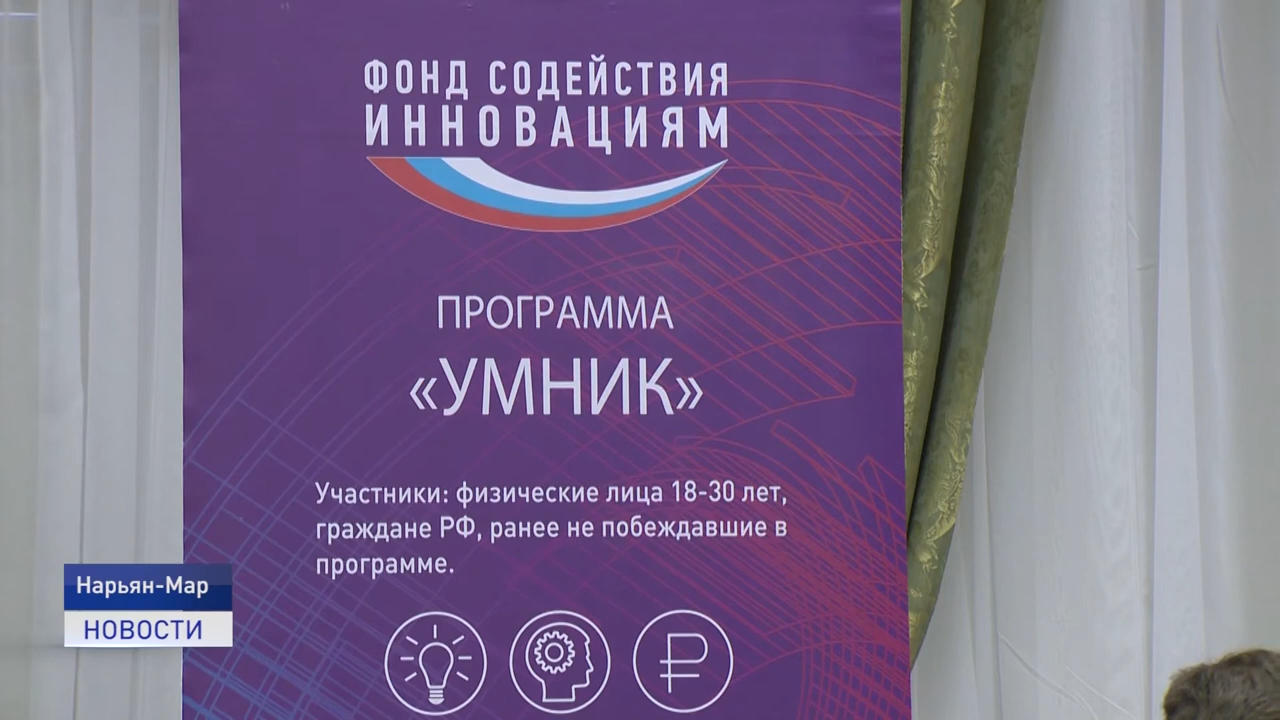 ФОНД СОДЕЙСТВИЯ
ИННОВАЦИЯМ
ПРОГРАММА
«УМНИК»
Участники: физические лица 18-30 лет,
граждане РФ, ранее не побеждавшие в
программе.
Нарьян-Мар
НОВОСТИ